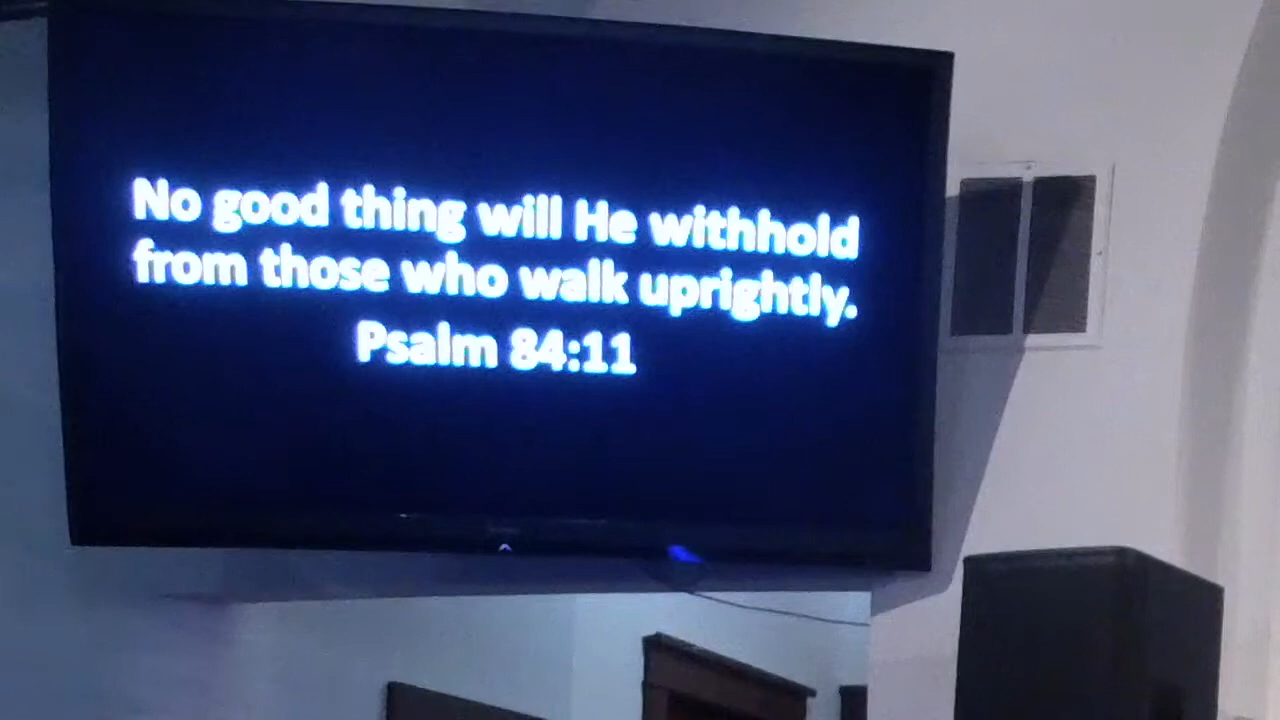 No good thing will He withhold
from those who walk uprightly.
Psalm 84:11